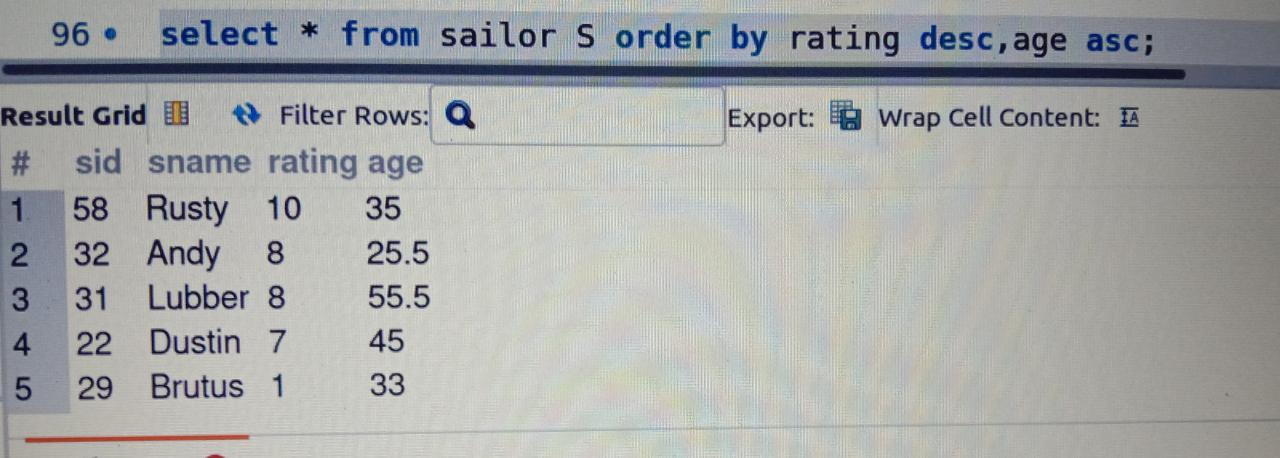 96 select * from sailor S order by rating desc,age asc;
Result Grid Filter Rows: Export: Wrap Cell Content: IA
# sid sname rating age
1 58 Rusty 10 35
2 32 Andy 8 25.5
3 31 Lubber 8 55.5
4 22 Dustin 7 45
5 29 Brutus 1 33